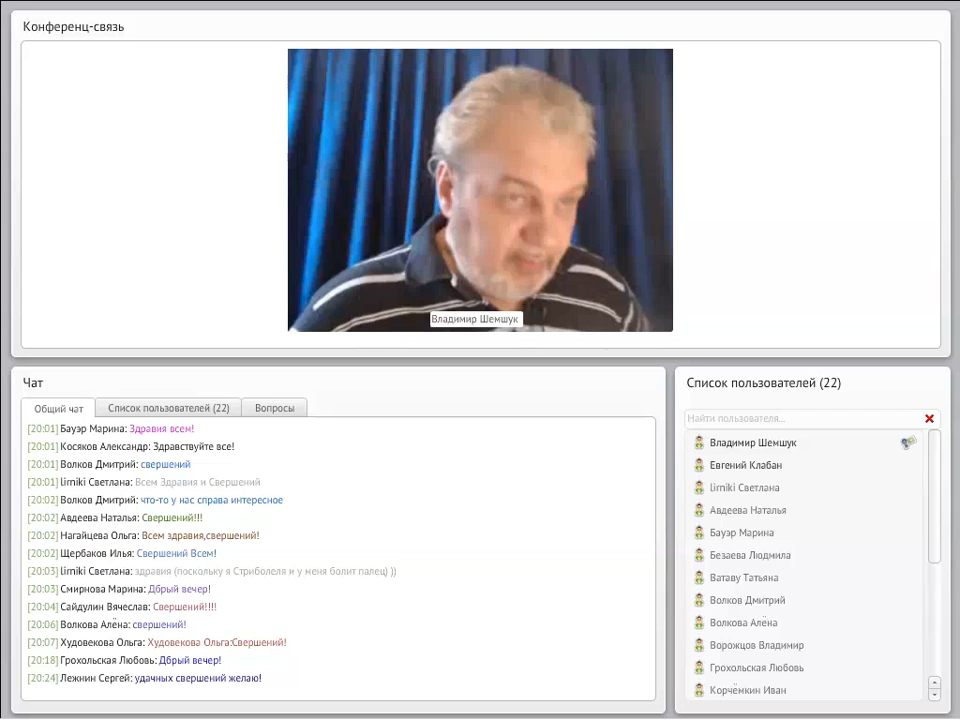 Конференц-связь
Владимир Шемшук
Чат
Общий чат
Список пользователей (22)
Вопросы
[20:01] Бауэр Марина: Здравия всем!
[20:01] Косяков Александр: Здравствуйте все!
[20:01] Волков Дмитрий: свершений
[20:01] lirniki Светлана: Всем Здравия и Свершений
[20:02] Волков Дмитрий: что-то у нас справа интересное
[20:02] Авдеева Наталья: Свершений!!!
[20:02] Нагайцева Ольга: Всем здравия,свершений!
[20:02] Щербаков Илья: Свершений Всем!
[20:03] lirniki Светлана: здравия (поскольку я Стриболеля и у меня болит палец) ))
[20:03] Смирнова Марина: Дбрый вечер!
[20:04] Сайдулин Вячеслав: Свершений!!!!
[20:06] Волкова Алёна: свершений!
[20:07] Худовекова Ольга: Худовекова Ольга:Свершений!
[20:18] Грохольская Любовь: Дбрый вечер!
[20:24] Лежнин Сергей: удачных свершений желаю!
Список пользователей (22)
Найти пользователя...
Владимир Шемшук
Евгений Клабан
lirniki Светлана
Авдеева Наталья
Бауэр Марина
Безаева Людмила
Ватаву Татьяна
Волков Дмитрий
Волкова Алёна
Ворожцов Владимир
Грохольская Любовь
Корчёмкин Иван